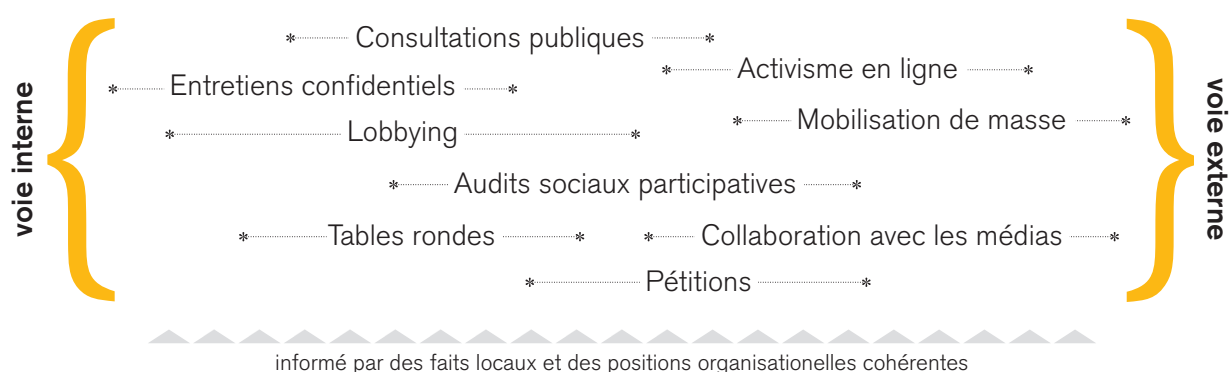 voie interne
Consultations publiques
Activisme en ligne
Entretiens confidentiels
Mobilisation de masse
Lobbying
Audits sociaux participatives
Tables rondes
Collaboration avec les médias
Pétitions
voie externe
informé par des faits locaux et des positions organisationelles cohérentes